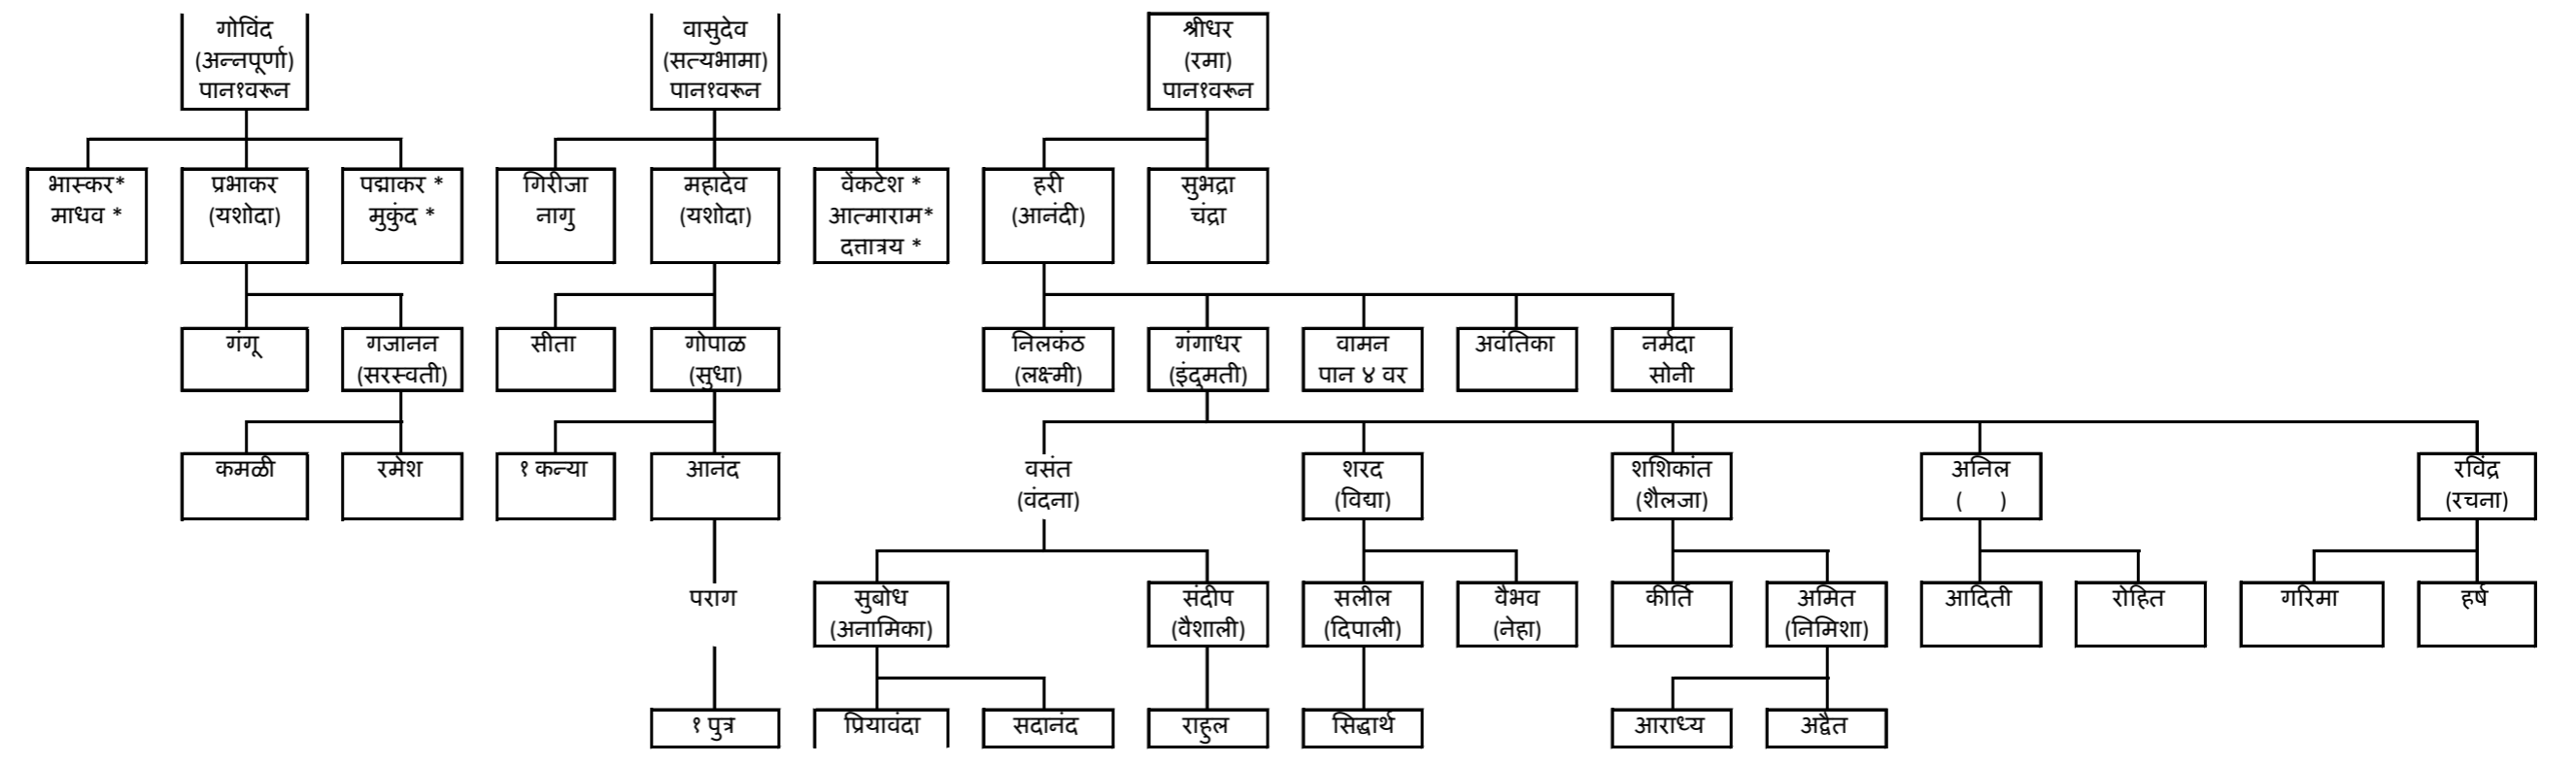 गोविंद
(अन्नपूर्णा)
पान१वरून
वासुदेव
(सत्यभामा)
पान१वरून
श्रीधर
(रमा)
पान१वरून
भास्कर*
माधव *
प्रभाकर
(यशोदा)
पद्माकर *
मुकुंद *
गिरीजा
नागु
महादेव
(यशोदा)
वेंकटेश *
आत्माराम*
दत्तात्रय *
हरी
(आनंदी)
सुभद्रा
चंद्रा
गंगू
गजानन
(सरस्वती)
सीता
गोपाळ
(सुधा)
निलकंठ
(लक्ष्मी)
गंगाधर
(इंदुमती)
वामन
पान ४ वर
अवंतिका
नर्मदा
सोनी
कमळी
रमेश
१ कन्या
आनंद
वसंत
(वंदना)
शरद
(विद्या)
शशिकांत
(शैलजा)
अनिल
( )
रविंद्र
(रचना)
पराग
सुबोध
(अनामिका)
संदीप
(वैशाली)
सलील
(दिपाली)
वैभव
(नेहा)
कीर्ति
अमित
(निमिशा)
आदिती
रोहित
गरिमा
हर्ष
१ पुत्र
प्रियावंदा
सदानंद
राहुल
सिद्धार्थ
आराध्य
अद्वैत